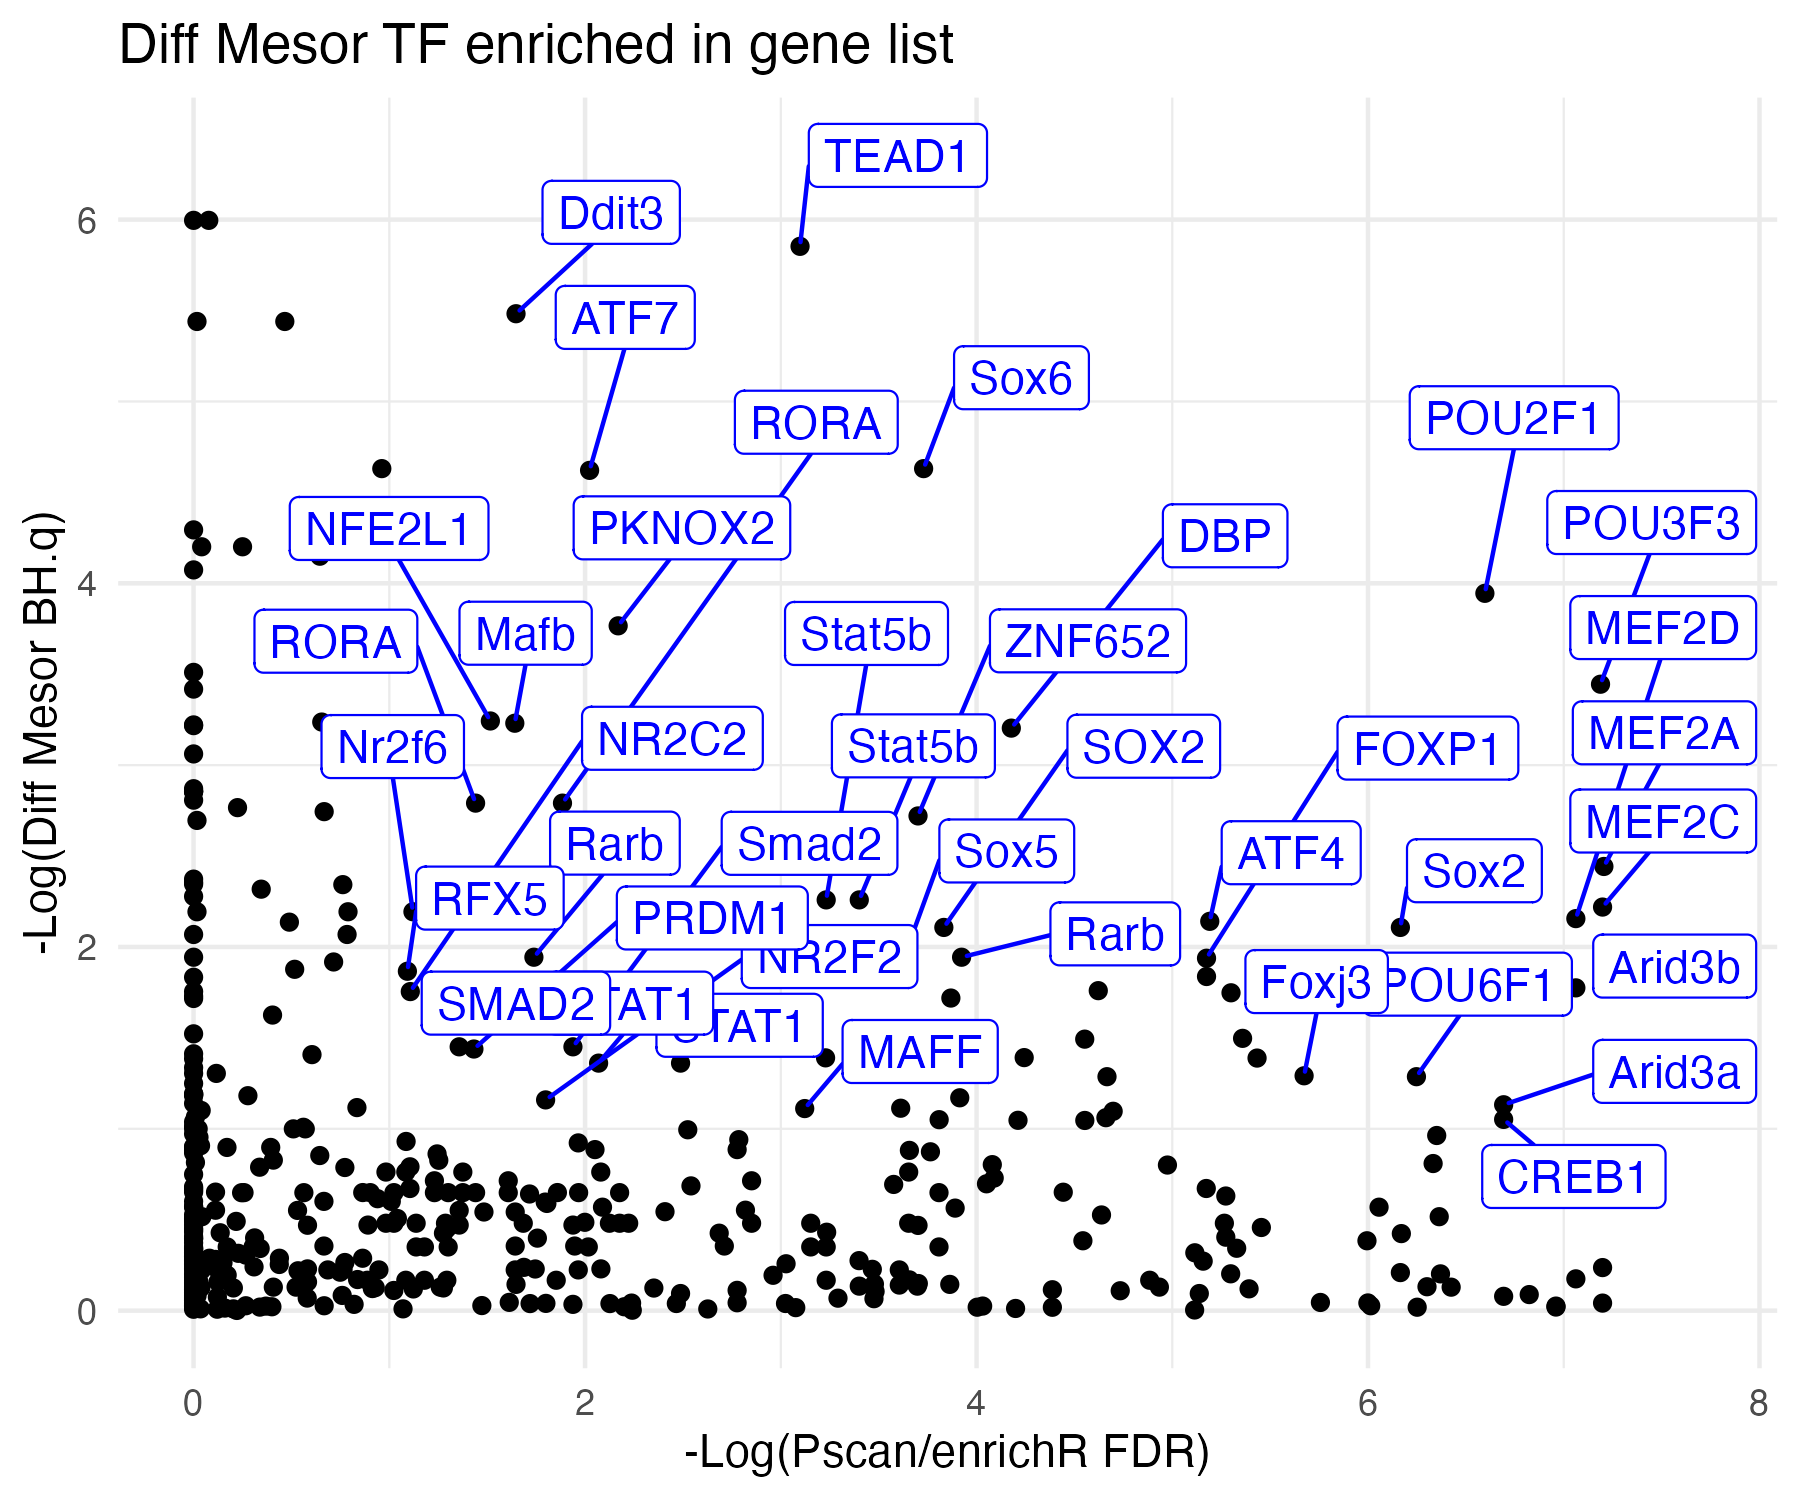 Diff Mesor TF enriched in gene list
TEAD1
Ddit3
ATF7
Sox6
RORA
POU2F1
NFE2L1
PKNOX2
DBP
POU3F3
RORA
Mafb
Stat5b
ZNF652
MEF2D
Nr2f6
NR2C2
Stat5b
SOX2
FOXP1
MEF2A
Rarb
Smad2
Sox5
ATF4
Sox2
MEF2C
RFX5
PRDM1
NR2F2
Rarb
Foxj3
POU6F1
Arid3b
SMAD2
TAT1
STAT1
MAFF
Arid3a
CREB1
-Log(Diff Mesor BH.q)
6
4
2
0
0
2
4
6
8
-Log(Pscan/enrichR FDR)